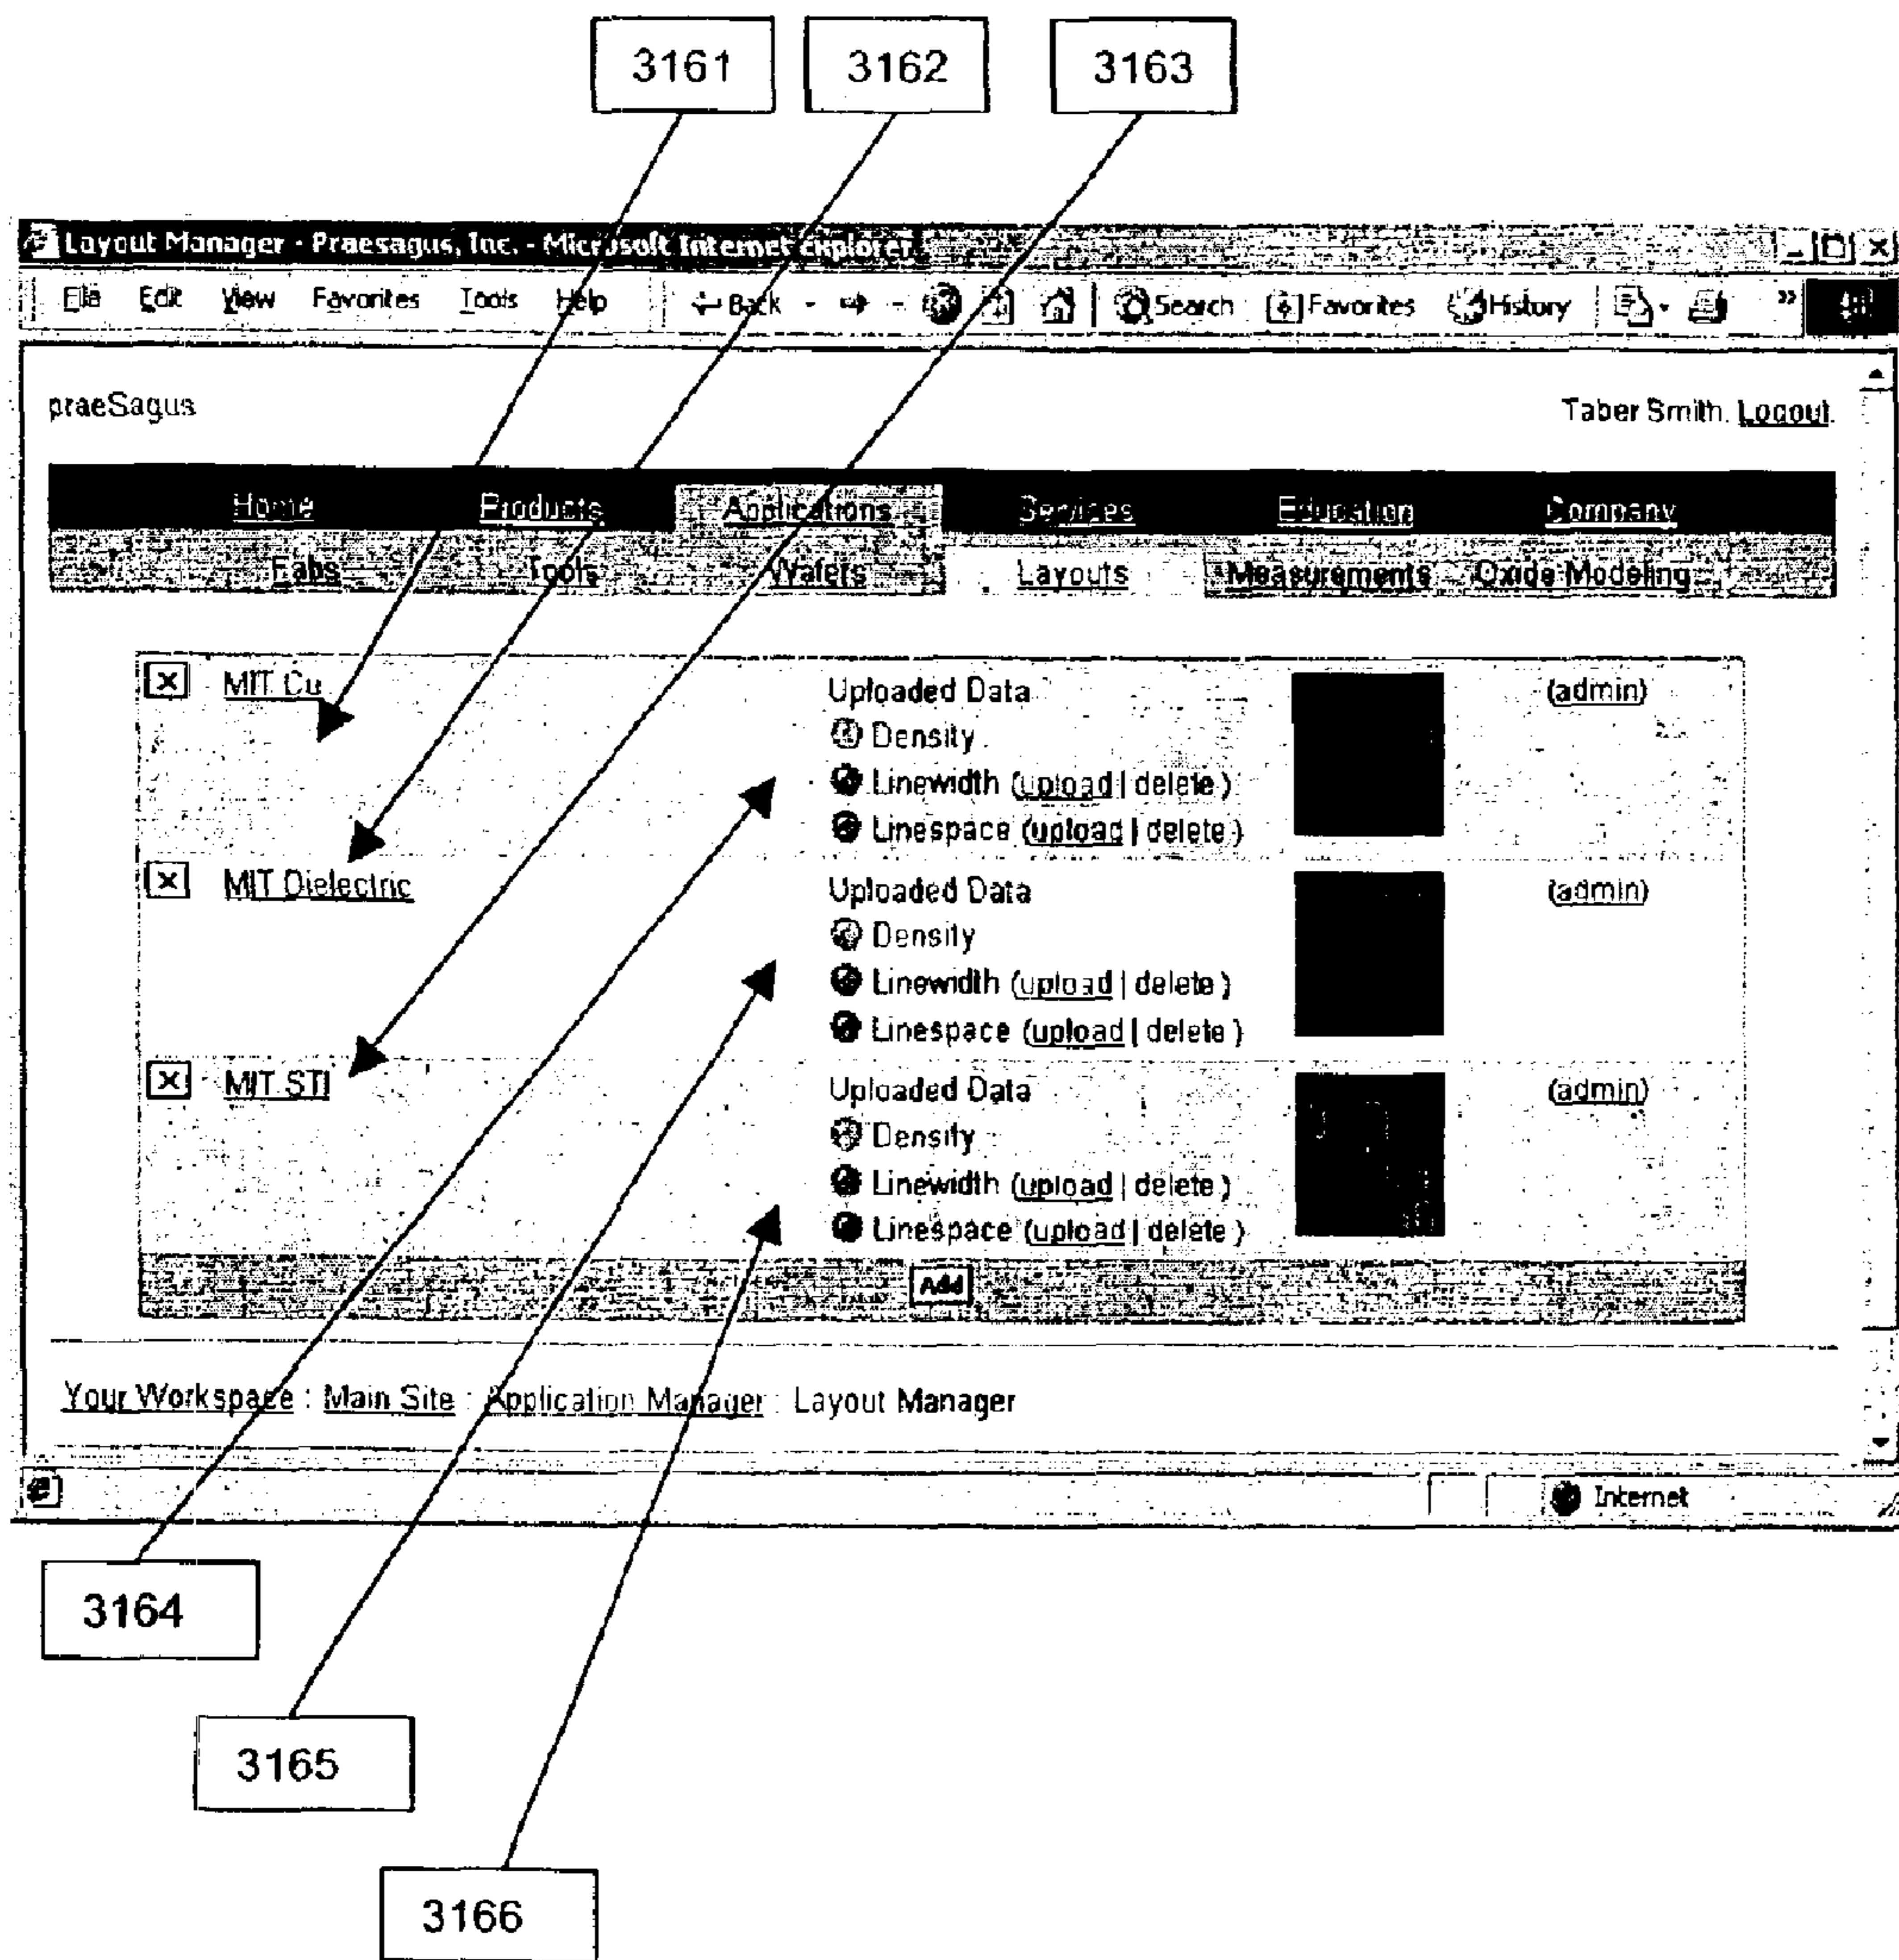 3161 3162 3163
Layout Manager - Praesagus, Inc. - Microsoft Internet Explorer
File Edit View Favorites Tools Help Back Search Favorites History
praeSagus Taber Smith. Logout.
Home Products Applications Services Education Company
Fabs Tools Wafers Layouts Measurements Oxide Modeling
MIT Cu Uploaded Data (admin)
Density
Linewidth (upload | delete)
Linespace (upload | delete)
MIT Dielectric Uploaded Data (admin)
Density
Linewidth (upload | delete)
Linespace (upload | delete)
MIT STI Uploaded Data (admin)
Density
Linewidth (upload | delete)
Linespace (upload | delete)
Add
Your Workspace : Main Site : Application Manager : Layout Manager
Internet
3164
3165
3166